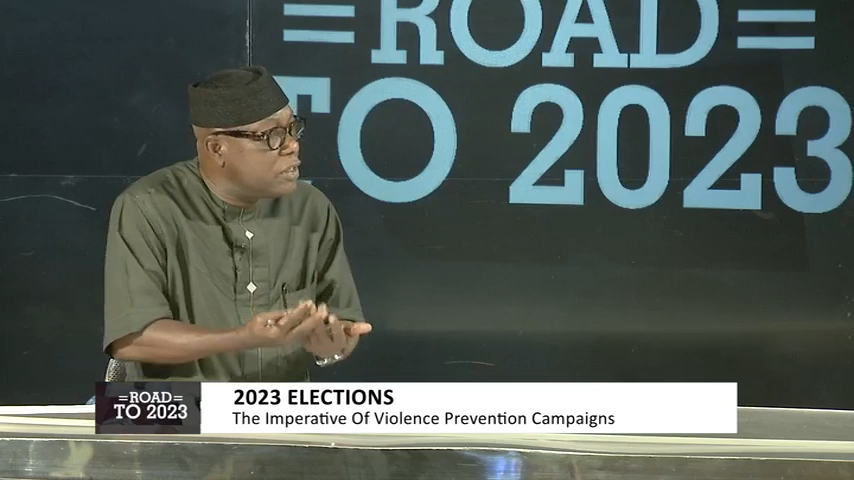 =ROAD=
TO 2023
=ROAD=
TO 2023
2023 ELECTIONS
The Imperative Of Violence Prevention Campaigns